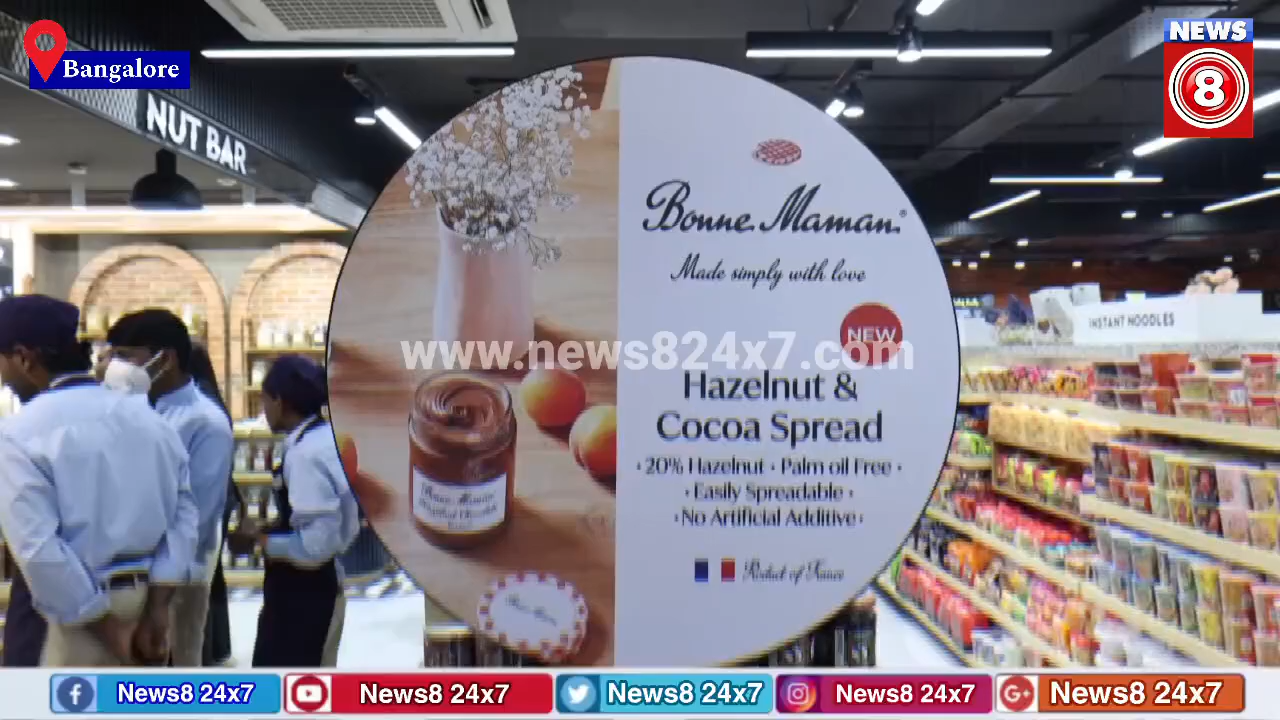 Bangalore
NEWS
8
NUT BAR
Bonne Maman®
Made simply with love
NEW
www.news824x7.com
Hazelnut &
Cocoa Spread
• 20% Hazelnut • Palm oil Free •
• Easily Spreadable •
• No Artificial Additive •
Product of France
INSTANT NOODLES
Bonne Maman
News8 24x7
News8 24x7
News8 24x7
News8 24x7
G+
News8 24x7